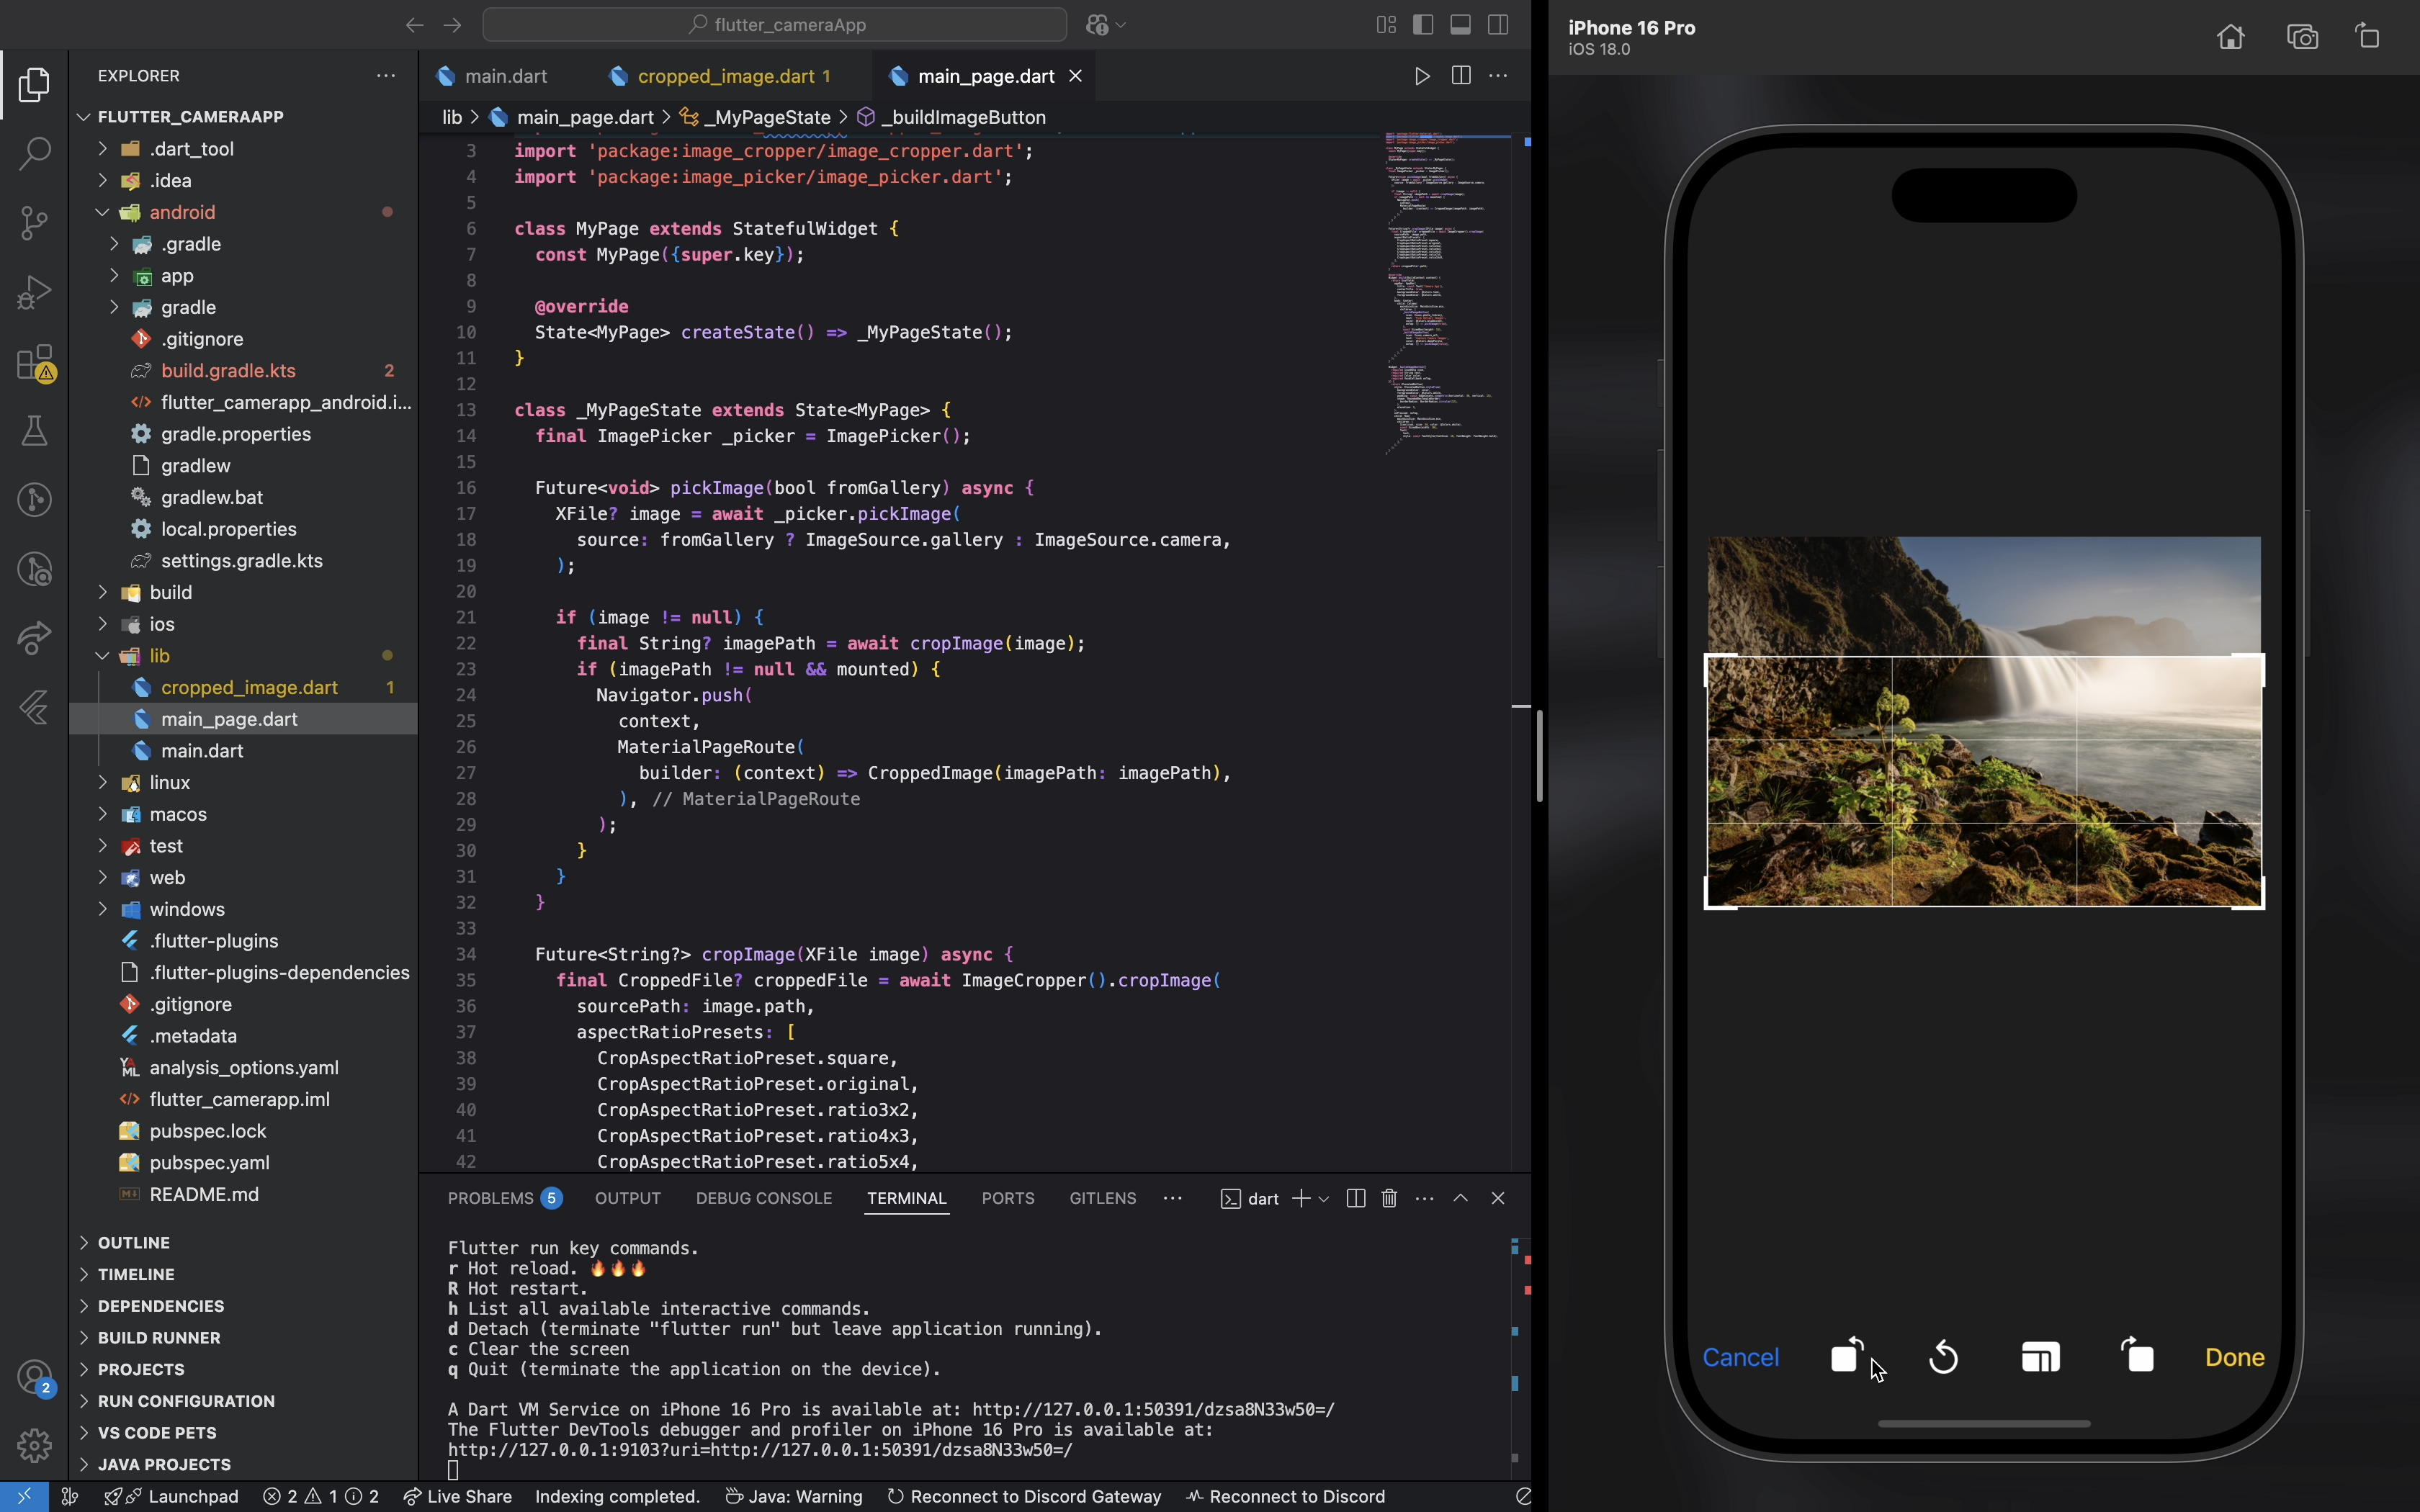 flutter_cameraApp
EXPLORER
FLUTTER_CAMERAAPP
.dart_tool
.idea
android
.gradle
app
gradle
.gitignore
build.gradle.kts 2
flutter_camerapp_android.i...
gradle.properties
gradlew
gradlew.bat
local.properties
settings.gradle.kts
build
ios
lib
cropped_image.dart 1
main_page.dart
main.dart
linux
macos
test
web
windows
.flutter-plugins
.flutter-plugins-dependencies
.gitignore
.metadata
analysis_options.yaml
flutter_camerapp.iml
pubspec.lock
pubspec.yaml
README.md
OUTLINE
TIMELINE
DEPENDENCIES
BUILD RUNNER
PROJECTS
RUN CONFIGURATION
VS CODE PETS
JAVA PROJECTS
2
main.dart cropped_image.dart 1 main_page.dart
lib > main_page.dart > _MyPageState > _buildImageButton
3 import 'package:image_cropper/image_cropper.dart';
4 import 'package:image_picker/image_picker.dart';
5
6 class MyPage extends StatefulWidget {
7 const MyPage({super.key});
8
9 @override
10 State<MyPage> createState() => _MyPageState();
11 }
12
13 class _MyPageState extends State<MyPage> {
14 final ImagePicker _picker = ImagePicker();
15
16 Future<void> pickImage(bool fromGallery) async {
17 XFile? image = await _picker.pickImage(
18 source: fromGallery ? ImageSource.gallery : ImageSource.camera,
19 );
20
21 if (image != null) {
22 final String? imagePath = await cropImage(image);
23 if (imagePath != null && mounted) {
24 Navigator.push(
25 context,
26 MaterialPageRoute(
27 builder: (context) => CroppedImage(imagePath: imagePath),
28 ), // MaterialPageRoute
29 );
30 }
31 }
32 }
33
34 Future<String?> cropImage(XFile image) async {
35 final CroppedFile? croppedFile = await ImageCropper().cropImage(
36 sourcePath: image.path,
37 aspectRatioPresets: [
38 CropAspectRatioPreset.square,
39 CropAspectRatioPreset.original,
40 CropAspectRatioPreset.ratio3x2,
41 CropAspectRatioPreset.ratio4x3,
42 CropAspectRatioPreset.ratio5x4,
PROBLEMS 5 OUTPUT DEBUG CONSOLE TERMINAL PORTS GITLENS dart
Flutter run key commands.
r Hot reload. 🔥🔥🔥
R Hot restart.
h List all available interactive commands.
d Detach (terminate "flutter run" but leave application running).
c Clear the screen
q Quit (terminate the application on the device).
A Dart VM Service on iPhone 16 Pro is available at: http://127.0.0.1:50391/dzsa8N33w50=/
The Flutter DevTools debugger and profiler on iPhone 16 Pro is available at:
http://127.0.0.1:9103?uri=http://127.0.0.1:50391/dzsa8N33w50=/
Launchpad 2 1 2 Live Share Indexing completed. Java: Warning Reconnect to Discord Gateway Reconnect to Discord
iPhone 16 Pro
iOS 18.0
Cancel Done